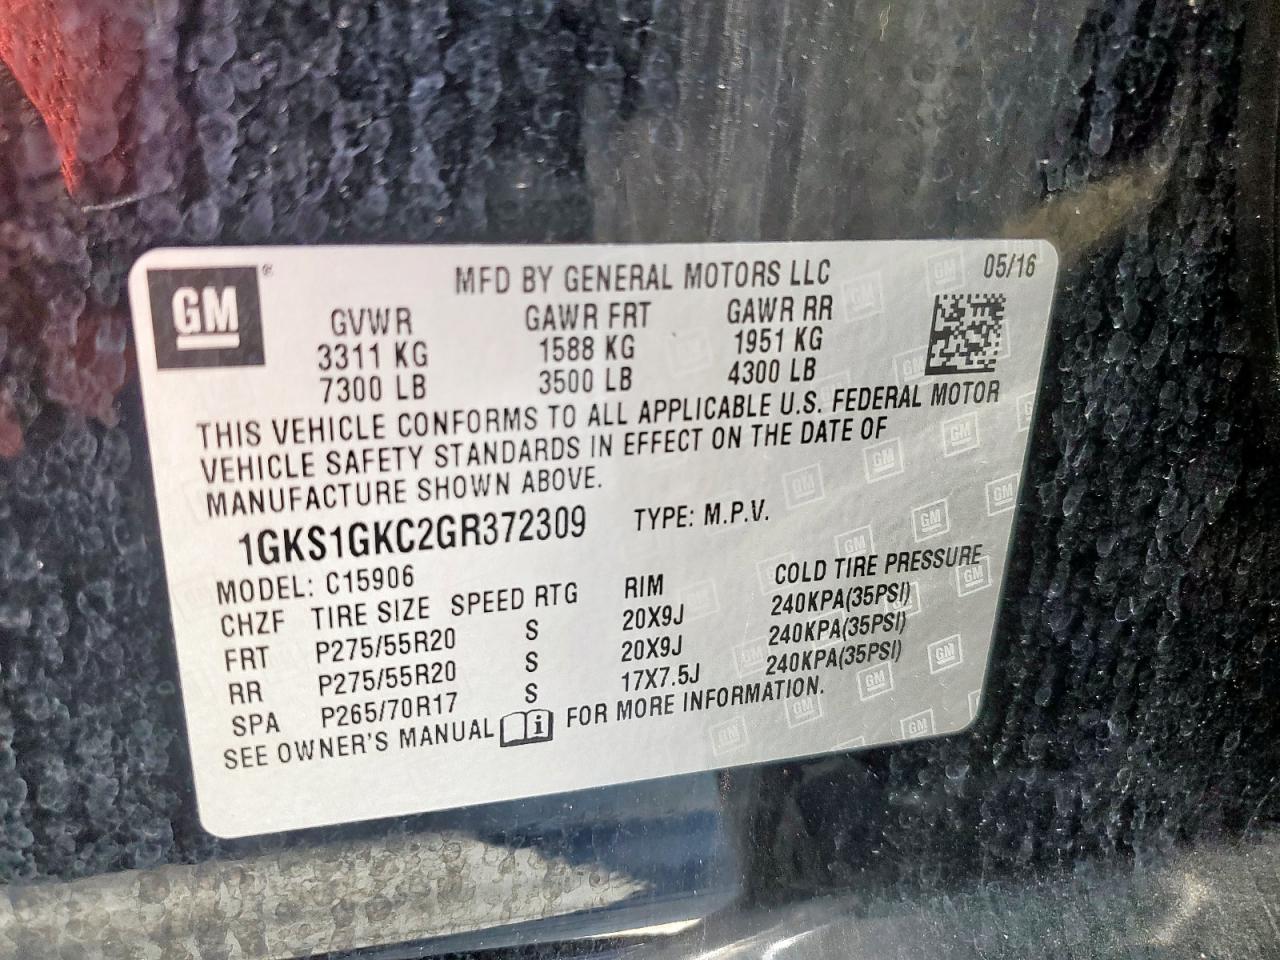 GM®
MFD BY GENERAL MOTORS LLC 05/16
GVWR GAWR FRT GAWR RR
3311 KG 1588 KG 1951 KG
7300 LB 3500 LB 4300 LB
THIS VEHICLE CONFORMS TO ALL APPLICABLE U.S. FEDERAL MOTOR
VEHICLE SAFETY STANDARDS IN EFFECT ON THE DATE OF
MANUFACTURE SHOWN ABOVE.
1GKS1GKC2GR372309 TYPE: M.P.V.
MODEL: C15906
CHZF TIRE SIZE SPEED RTG RIM COLD TIRE PRESSURE
FRT P275/55R20 S 20X9J 240KPA(35PSI)
RR P275/55R20 S 20X9J 240KPA(35PSI)
SPA P265/70R17 S 17X7.5J 240KPA(35PSI)
SEE OWNER'S MANUAL i FOR MORE INFORMATION.